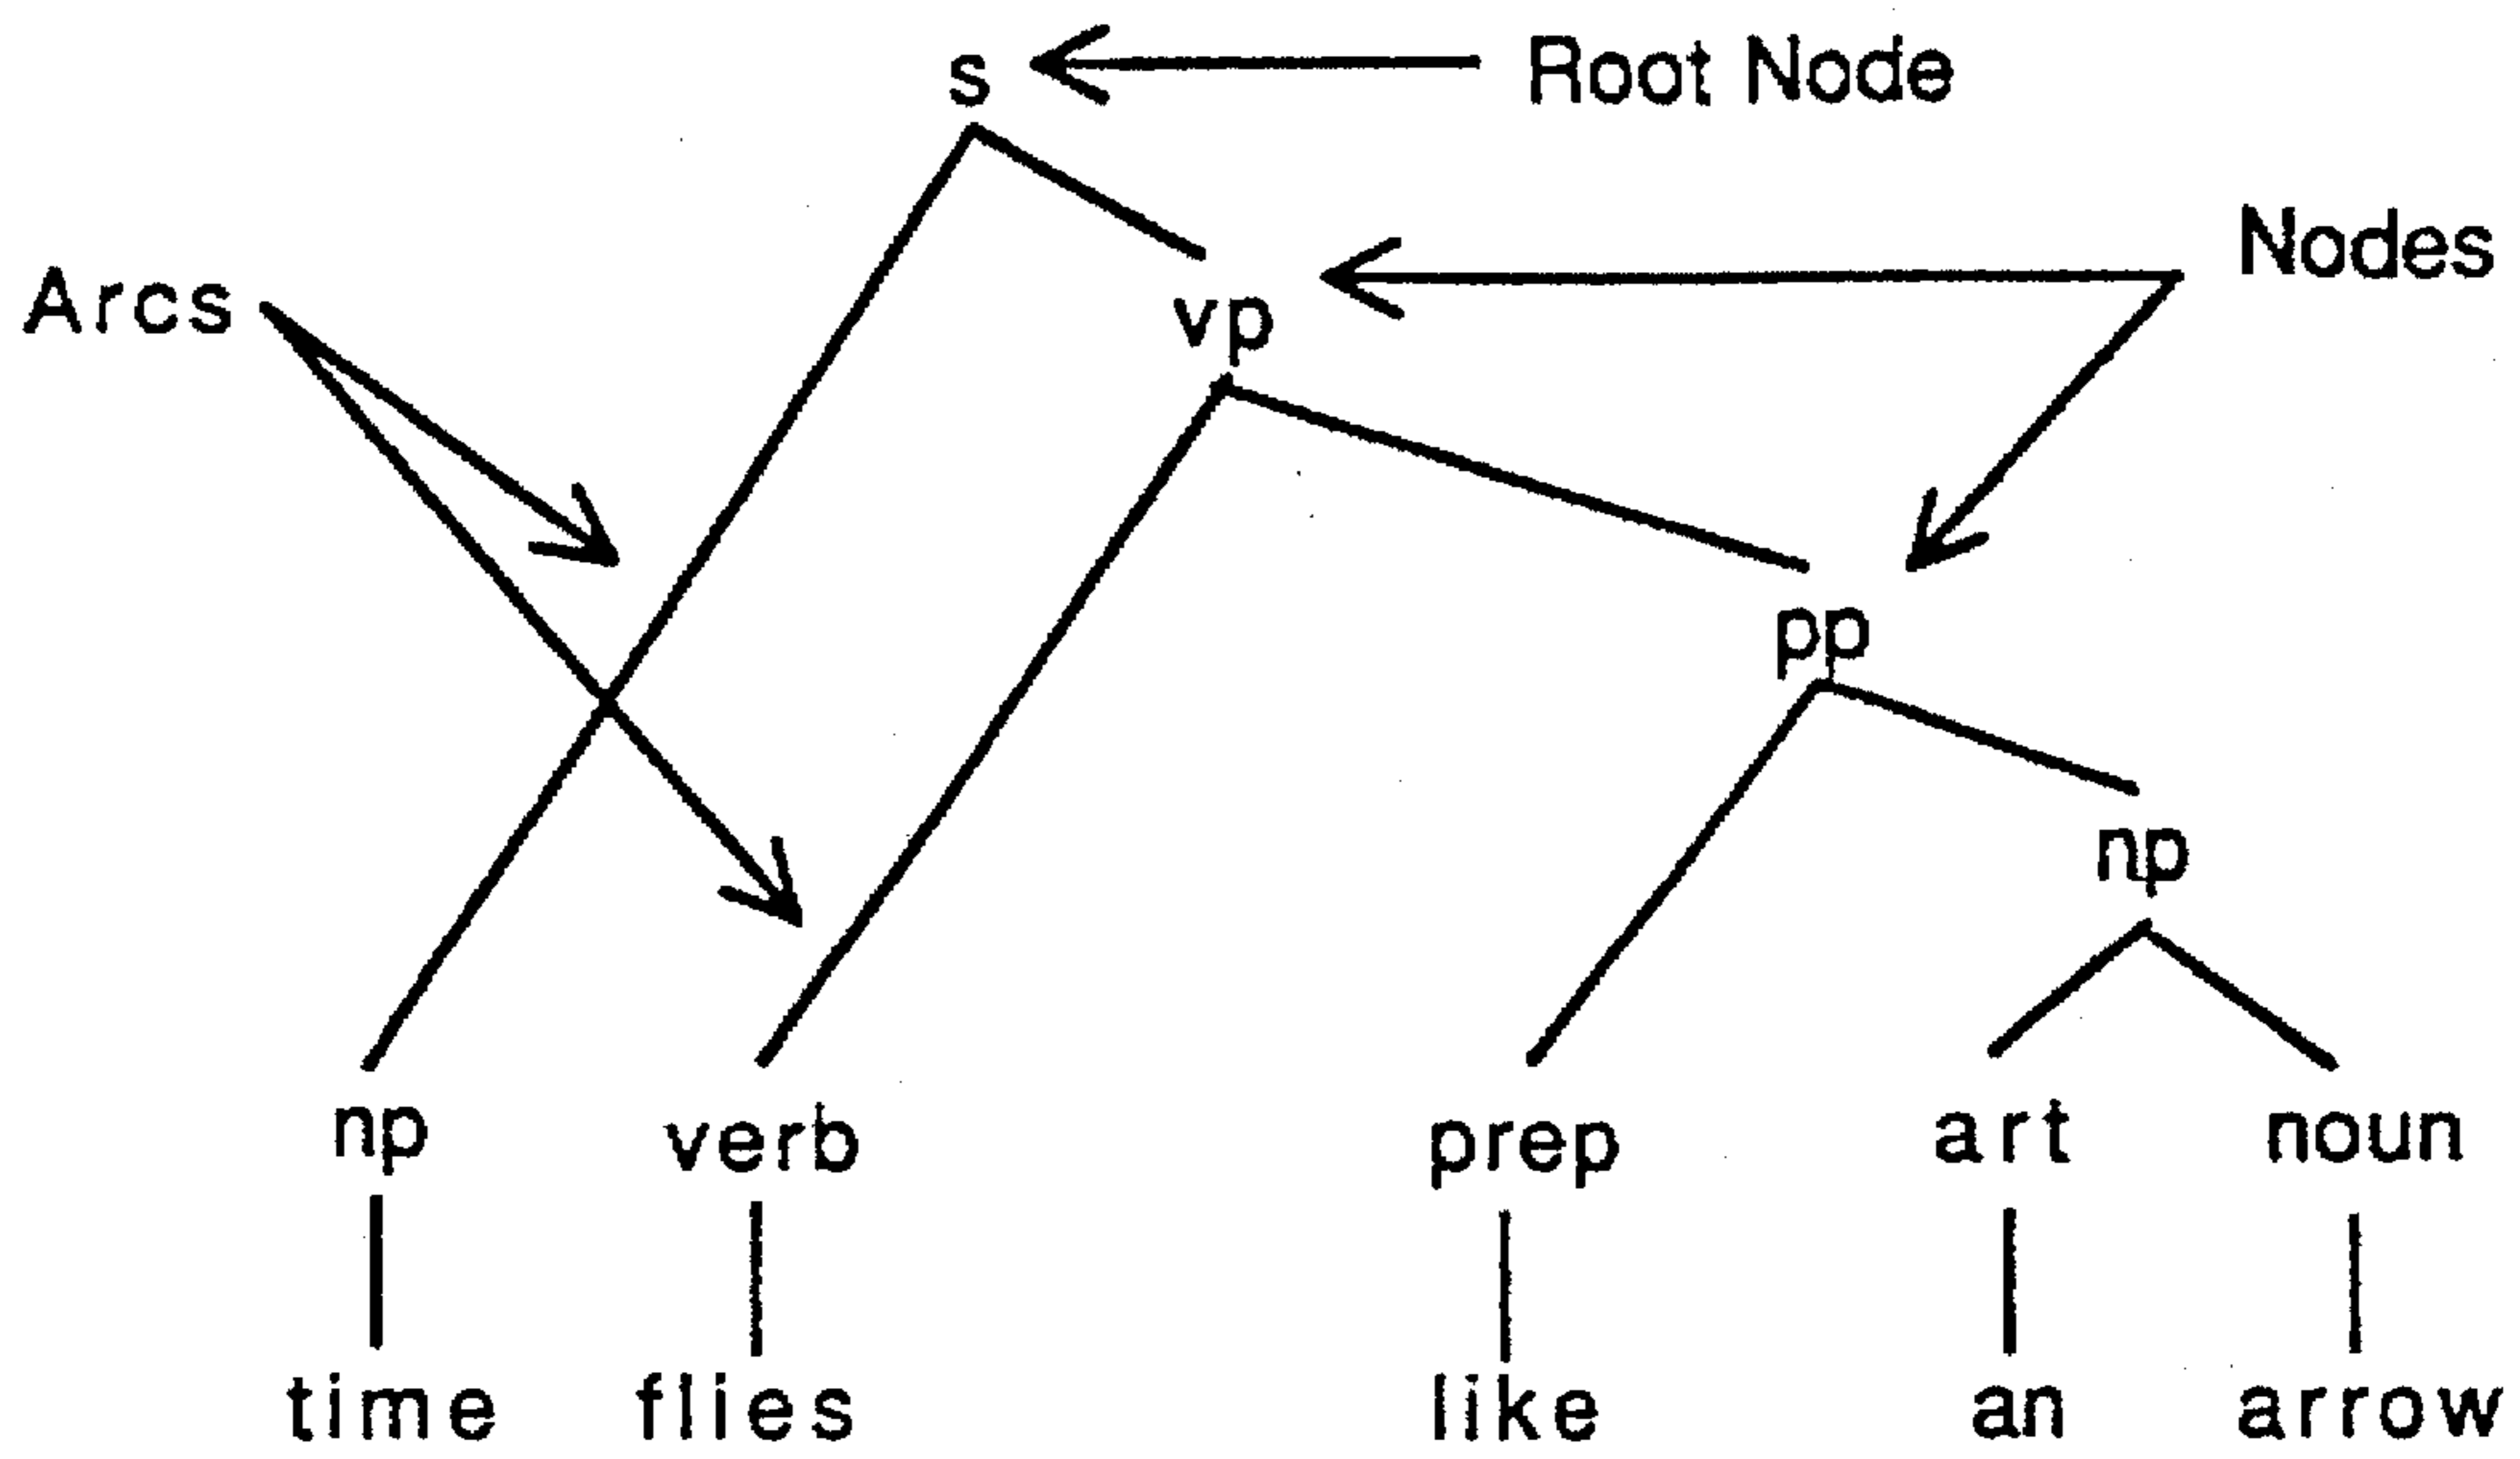 s Root Node
Nodes
Arcs
vp
pp
np
np verb prep art noun
time flies like an arrow